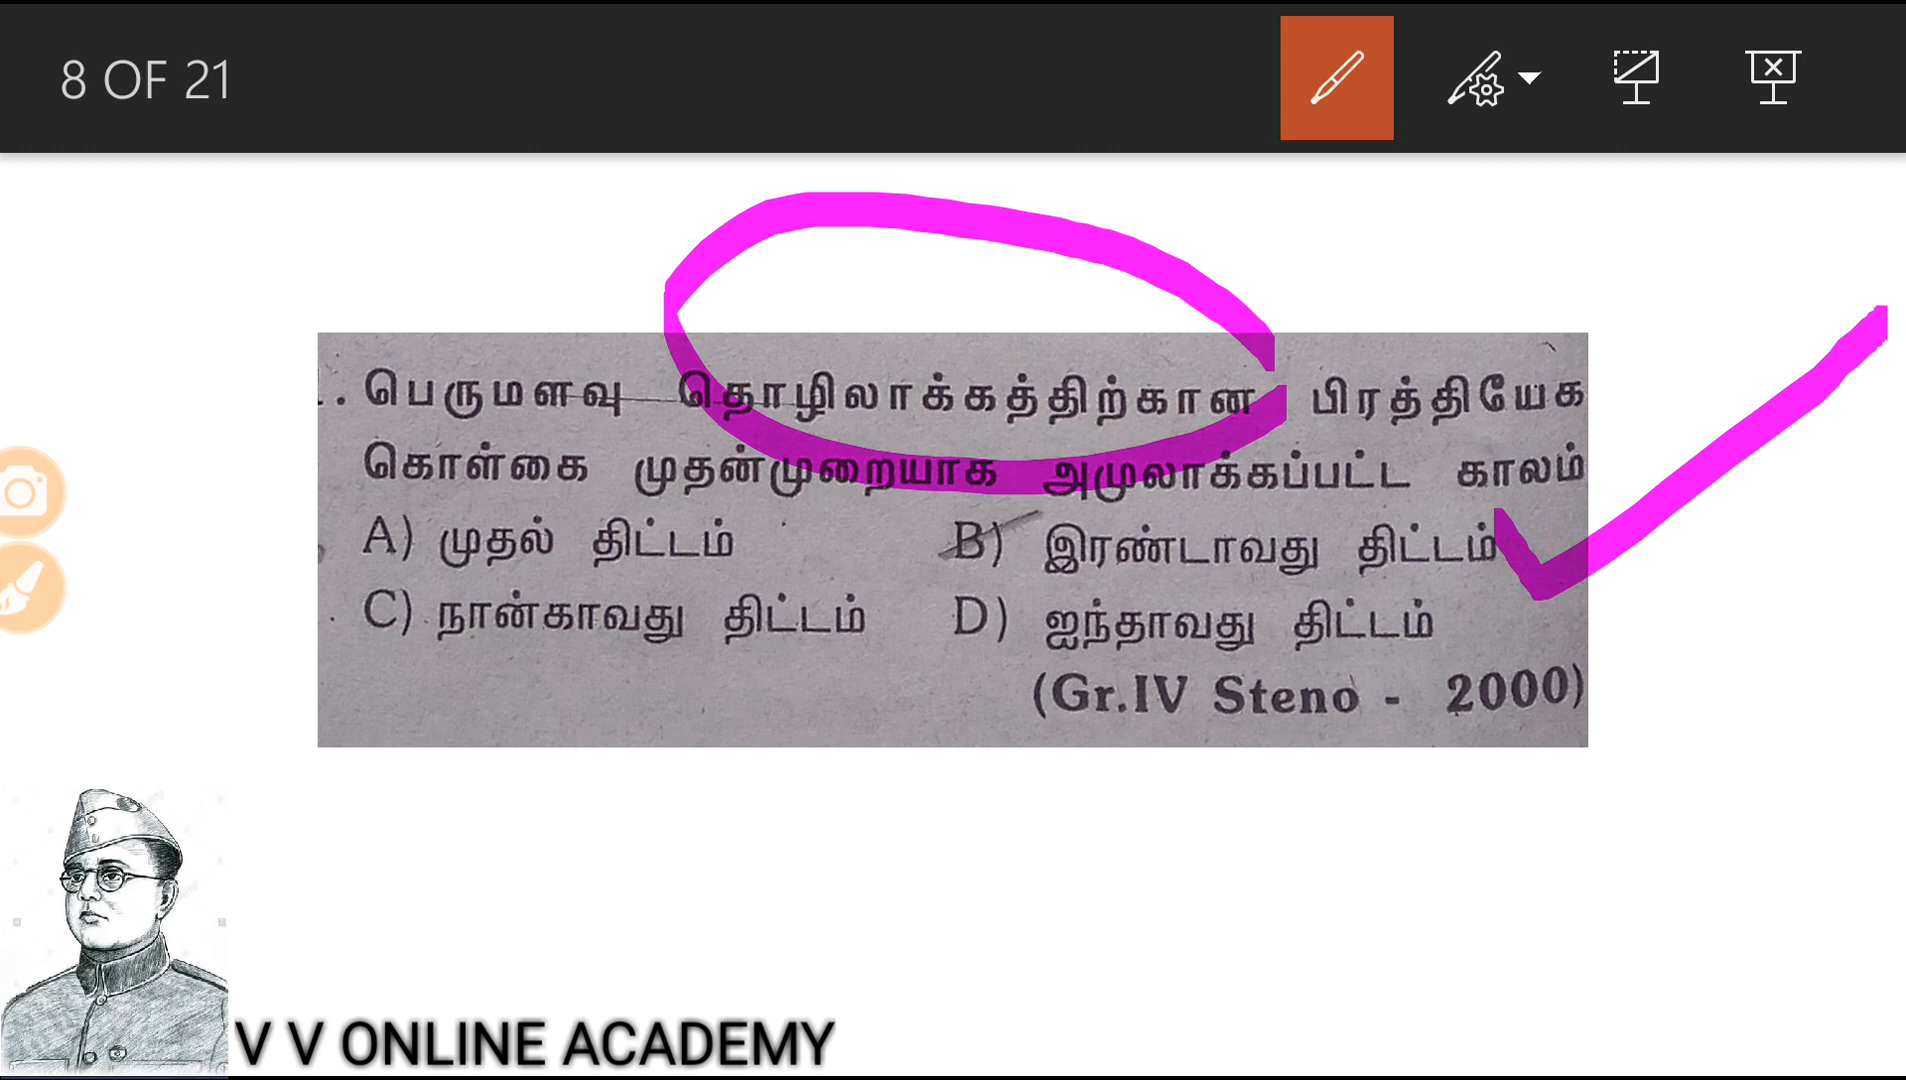 8 OF 21
. பெருமளவு தொழிலாக்கத்திற்கான பிரத்தியேக
கொள்கை முதன்முறையாக அமுலாக்கப்பட்ட காலம்
A) முதல் திட்டம் B) இரண்டாவது திட்டம்
C) நான்காவது திட்டம் D) ஐந்தாவது திட்டம்
(Gr.IV Steno - 2000)
V V ONLINE ACADEMY